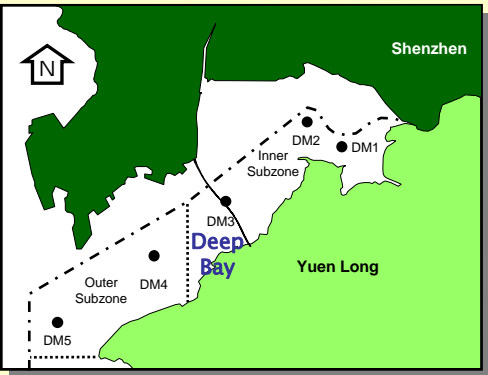 Shenzhen
N
DM2
DM1
Inner
Subzone
DM3
Deep
Bay
Yuen Long
DM4
Outer
Subzone
DM5